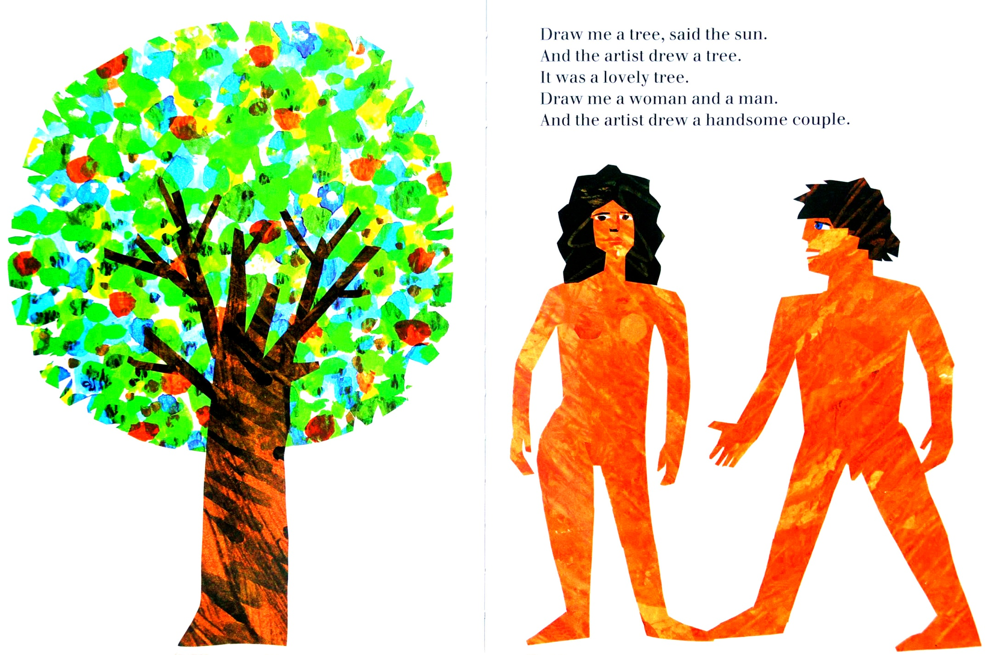 Draw me a tree, said the sun.
And the artist drew a tree.
It was a lovely tree.
Draw me a woman and a man.
And the artist drew a handsome couple.